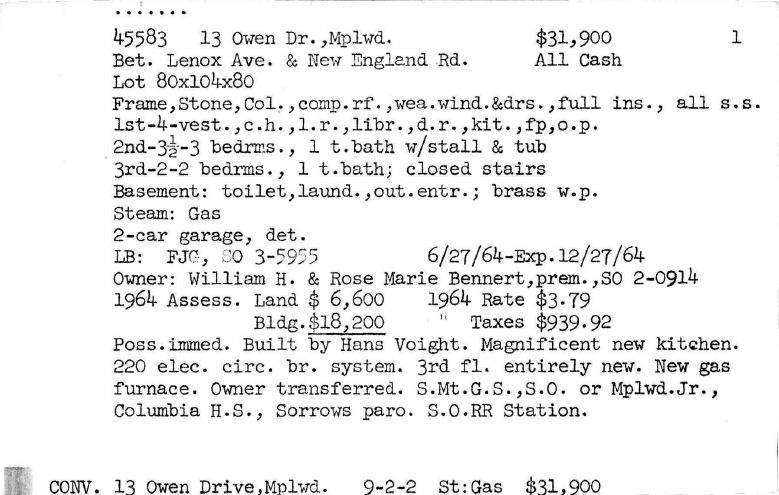 .......
45583 13 Owen Dr.,Mplwd. $31,900 1
Bet. Lenox Ave. & New England Rd. All Cash
Lot 80x104x80
Frame,Stone,Col.,comp.rf.,wea.wind.&drs.,full ins., all s.s.
1st-4-vest.,c.h.,l.r.,libr.,d.r.,kit.,fp,o.p.
2nd-3½-3 bedrms., 1 t.bath w/stall & tub
3rd-2-2 bedrms., 1 t.bath; closed stairs
Basement: toilet,laund.,out.entr.; brass w.p.
Steam: Gas
2-car garage, det.
LB: FJG, SO 3-5955 6/27/64-Exp.12/27/64
Owner: William H. & Rose Marie Bennert,prem.,SO 2-0914
1964 Assess. Land $ 6,600 1964 Rate $3.79
Bldg.$18,200 " Taxes $939.92
Poss.immed. Built by Hans Voight. Magnificent new kitchen.
220 elec. circ. br. system. 3rd fl. entirely new. New gas
furnace. Owner transferred. S.Mt.G.S.,S.O. or Mplwd.Jr.,
Columbia H.S., Sorrows paro. S.O.RR Station.
CONV. 13 Owen Drive,Mplwd. 9-2-2 St:Gas $31,900